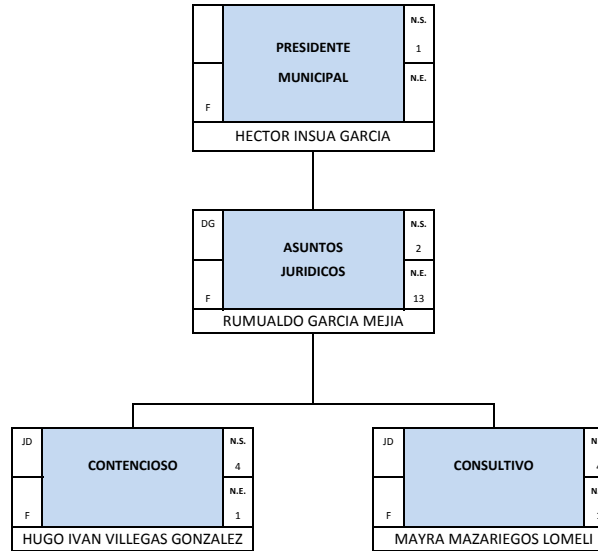 N.S.
PRESIDENTE
1
MUNICIPAL
N.E.
F
HECTOR INSUA GARCIA
DG
N.S.
ASUNTOS
2
JURIDICOS
N.E.
F
13
RUMUALDO GARCIA MEJIA
JD
N.S.
CONTENCIOSO
4
N.E.
F
1
HUGO IVAN VILLEGAS GONZALEZ
JD
CONSULTIVO
F
MAYRA MAZARIEGOS LOMELI